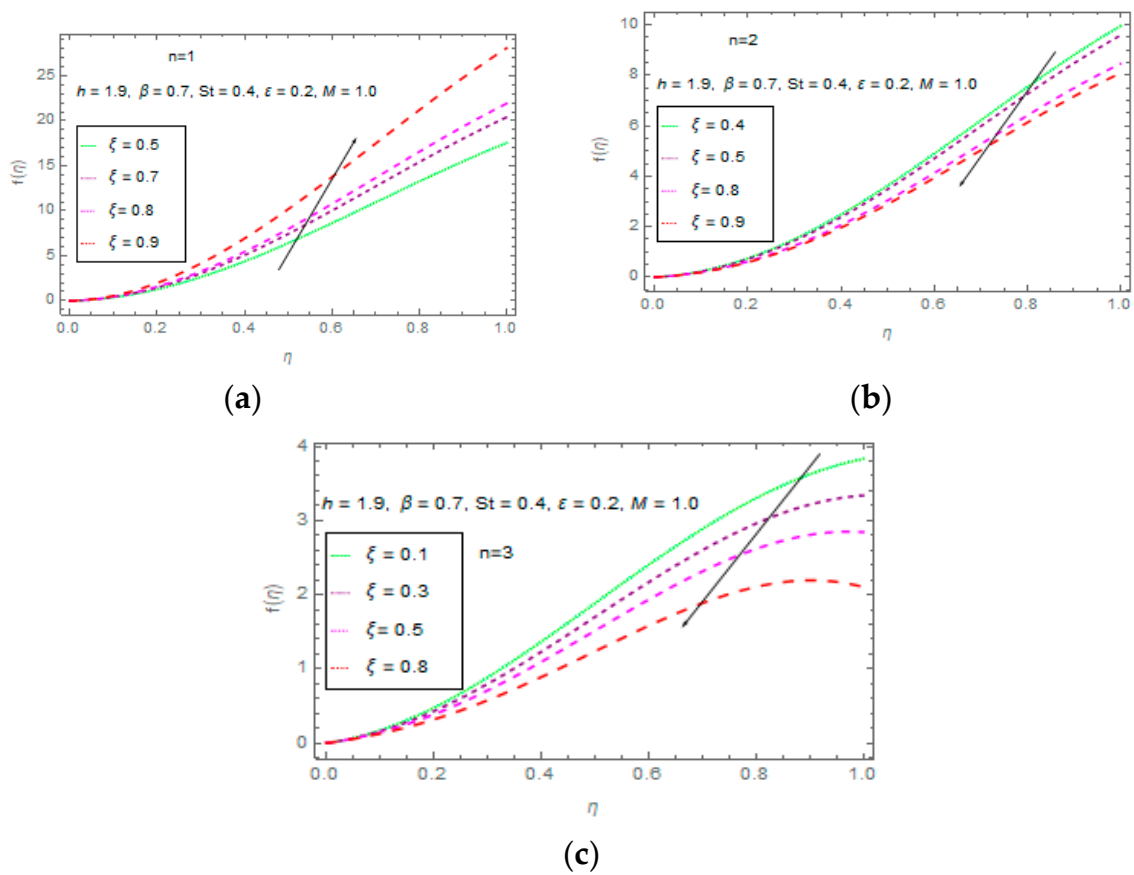 n=1
h = 1.9, β = 0.7, St = 0.4, ε = 0.2, M = 1.0
ξ = 0.5
ξ = 0.7
ξ= 0.8
ξ = 0.9
f(η)
25
20
15
10
5
0
0.0 0.2 0.4 0.6 0.8 1.0
η
(a)
n=2
h = 1.9, β = 0.7, St = 0.4, ε = 0.2, M = 1.0
ξ = 0.4
ξ = 0.5
ξ= 0.8
ξ = 0.9
f(η)
10
8
6
4
2
0
0.0 0.2 0.4 0.6 0.8 1.0
η
(b)
h = 1.9, β = 0.7, St = 0.4, ε = 0.2, M = 1.0
n=3
ξ = 0.1
ξ = 0.3
ξ= 0.5
ξ = 0.8
f(η)
4
3
2
1
0
0.0 0.2 0.4 0.6 0.8 1.0
η
(c)